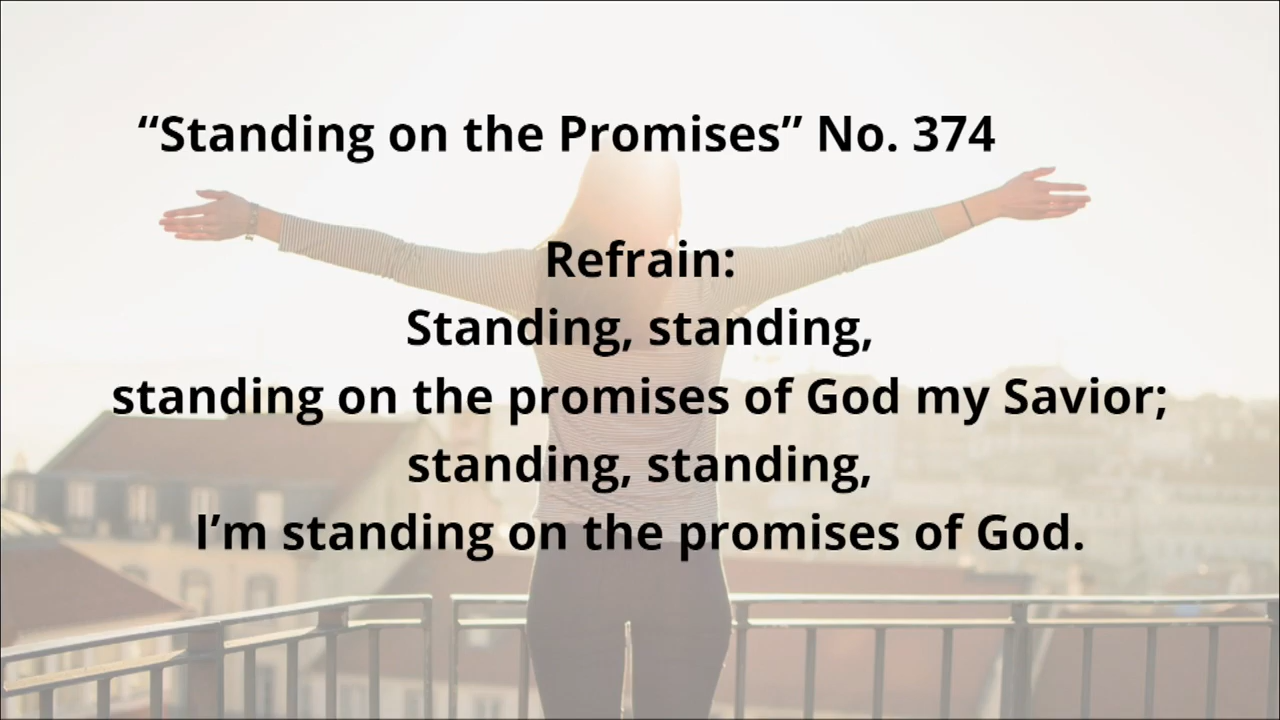 “Standing on the Promises” No. 374
Refrain:
Standing, standing,
standing on the promises of God my Savior;
standing, standing,
I’m standing on the promises of God.